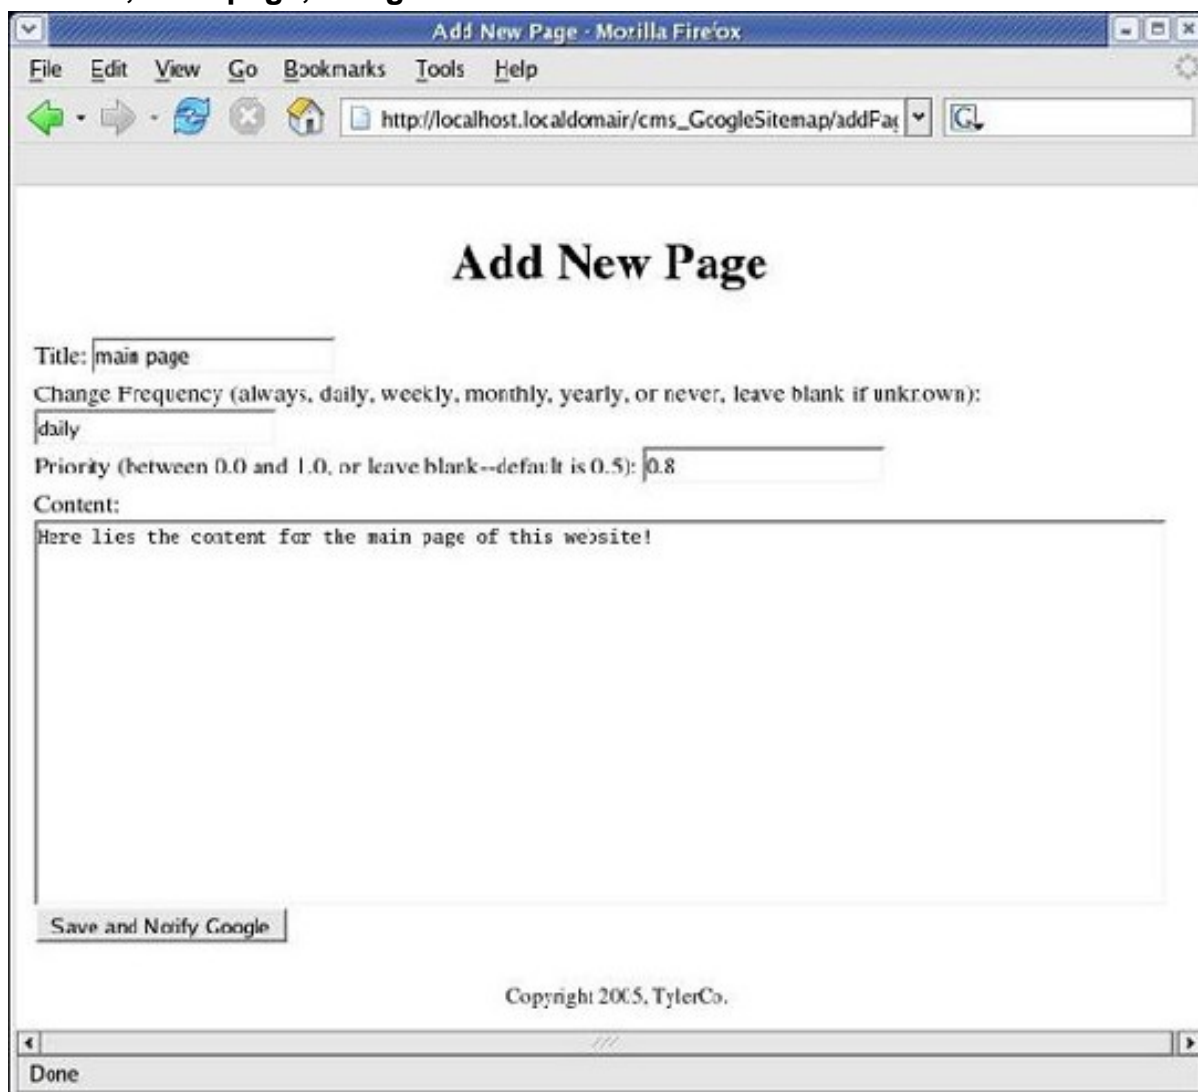 Add New Page - Mozilla Firefox
File Edit View Go Bookmarks Tools Help
http://localhost.localdomain/cms_GoogleSitemap/addPag
G
Add New Page
Title: main page
Change Frequency (always, daily, weekly, monthly, yearly, or never, leave blank if unknown):
daily
Priority (between 0.0 and 1.0, or leave blank--default is 0.5): 0.8
Content:
Here lies the content for the main page of this website!
Save and Notify Google
Copyright 2005, TylerCo.
Done